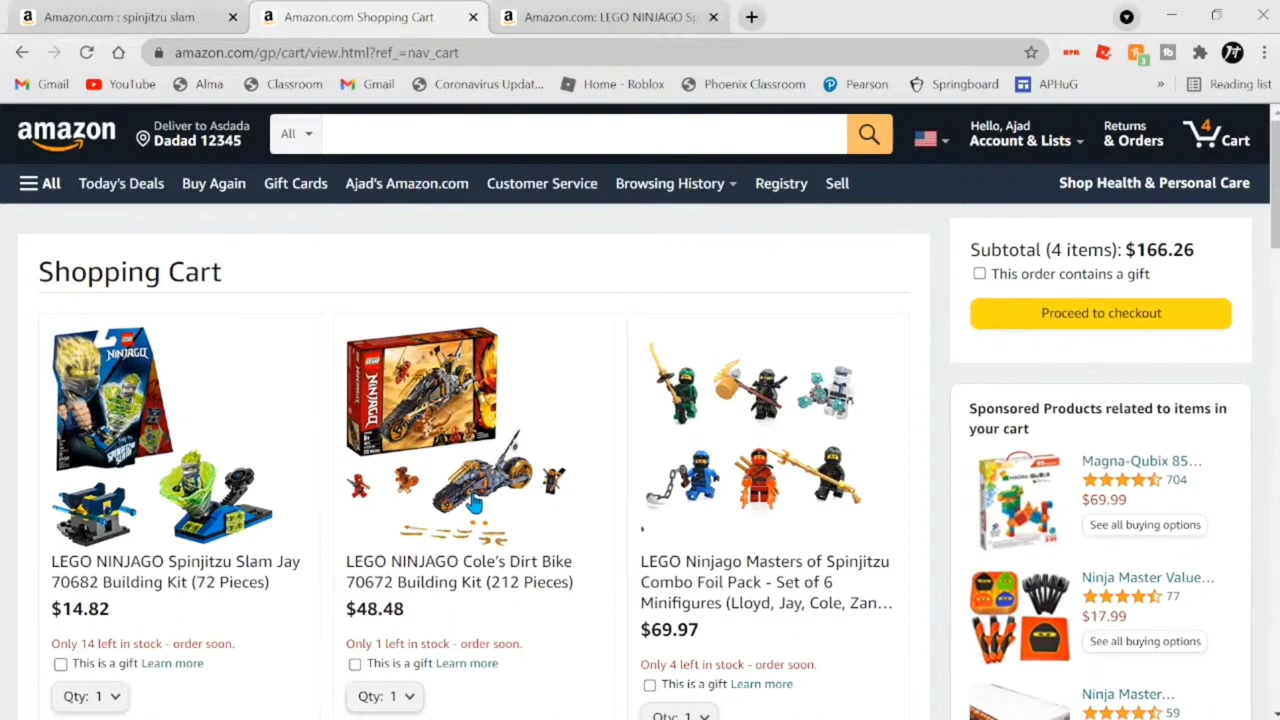 Amazon.com : spinjitzu slam
Amazon.com Shopping Cart
Amazon.com: LEGO NINJAGO Sp
amazon.com/gp/cart/view.html?ref_=nav_cart
Gmail YouTube Alma Classroom Gmail Coronavirus Updat... Home - Roblox Phoenix Classroom Pearson Springboard APHuG » Reading list
amazon
Deliver to Asdada
Dadad 12345
All
Hello, Ajad
Account & Lists
Returns
& Orders
4
Cart
All Today's Deals Buy Again Gift Cards Ajad's Amazon.com Customer Service Browsing History Registry Sell
Shop Health & Personal Care
Shopping Cart
LEGO NINJAGO Spinjitzu Slam Jay
70682 Building Kit (72 Pieces)
$14.82
Only 14 left in stock - order soon.
This is a gift Learn more
Qty: 1
LEGO NINJAGO Cole's Dirt Bike
70672 Building Kit (212 Pieces)
$48.48
Only 1 left in stock - order soon.
This is a gift Learn more
Qty: 1
LEGO Ninjago Masters of Spinjitzu
Combo Foil Pack - Set of 6
Minifigures (Lloyd, Jay, Cole, Zan...
$69.97
Only 4 left in stock - order soon.
This is a gift Learn more
Qty: 1
Subtotal (4 items): $166.26
This order contains a gift
Proceed to checkout
Sponsored Products related to items in
your cart
Magna-Qubix 85...
704
$69.99
See all buying options
Ninja Master Value...
77
$17.99
See all buying options
Ninja Master...
59